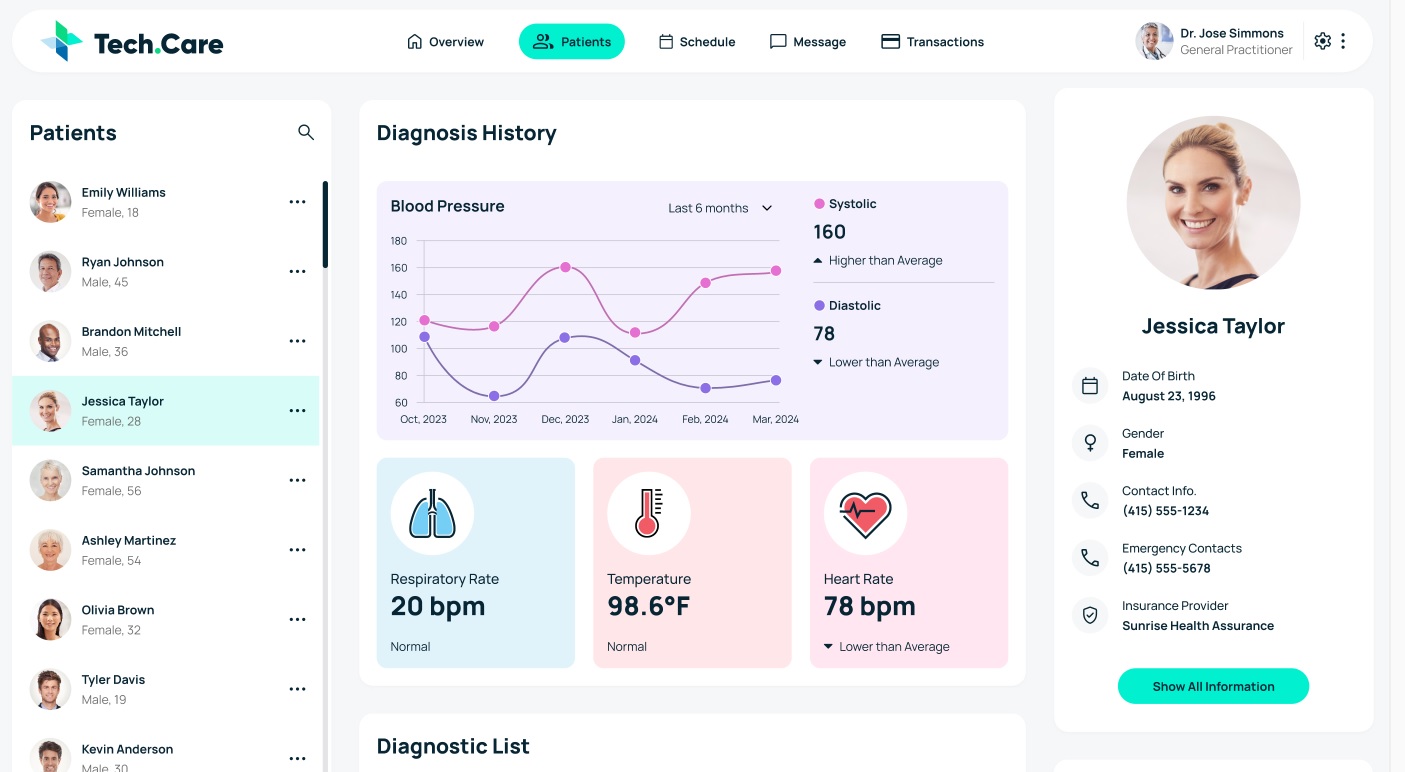 Tech.Care
Overview
Patients
Schedule
Message
Transactions
Dr. Jose Simmons
General Practitioner
Patients
Emily Williams
Female, 18
Ryan Johnson
Male, 45
Brandon Mitchell
Male, 36
Jessica Taylor
Female, 28
Samantha Johnson
Female, 56
Ashley Martinez
Female, 54
Olivia Brown
Female, 32
Tyler Davis
Male, 19
Kevin Anderson
Male, 30
Diagnosis History
Blood Pressure
Last 6 months
180
160
140
120
100
80
60
Oct, 2023
Nov, 2023
Dec, 2023
Jan, 2024
Feb, 2024
Mar, 2024
Systolic
160
Higher than Average
Diastolic
78
Lower than Average
Respiratory Rate
20 bpm
Normal
Temperature
98.6°F
Normal
Heart Rate
78 bpm
Lower than Average
Diagnostic List
Jessica Taylor
Date Of Birth
August 23, 1996
Gender
Female
Contact Info.
(415) 555-1234
Emergency Contacts
(415) 555-5678
Insurance Provider
Sunrise Health Assurance
Show All Information